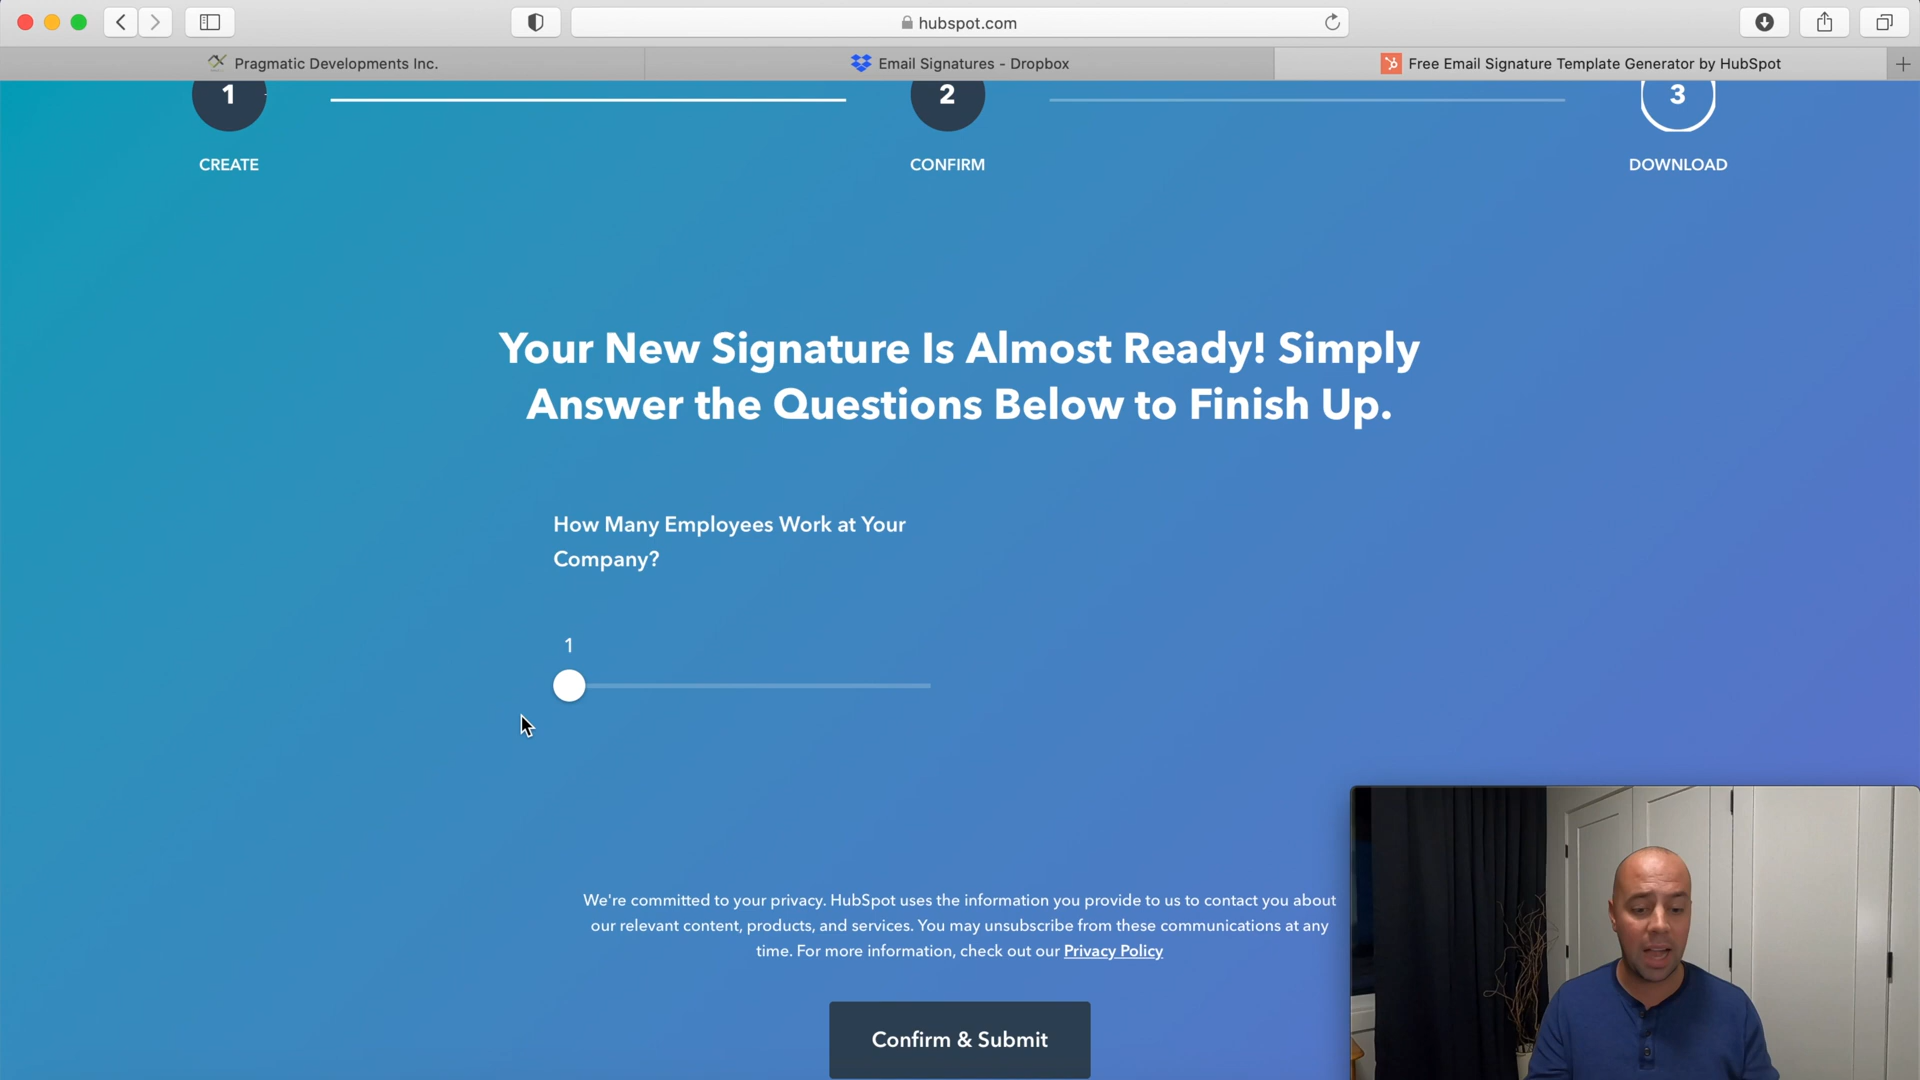 hubspot.com
Pragmatic Developments Inc.
Email Signatures - Dropbox
Free Email Signature Template Generator by HubSpot
1
2
3
CREATE
CONFIRM
DOWNLOAD
Your New Signature Is Almost Ready! Simply
Answer the Questions Below to Finish Up.
How Many Employees Work at Your
Company?
1
We're committed to your privacy. HubSpot uses the information you provide to us to contact you about
our relevant content, products, and services. You may unsubscribe from these communications at any
time. For more information, check out our Privacy Policy
Confirm & Submit